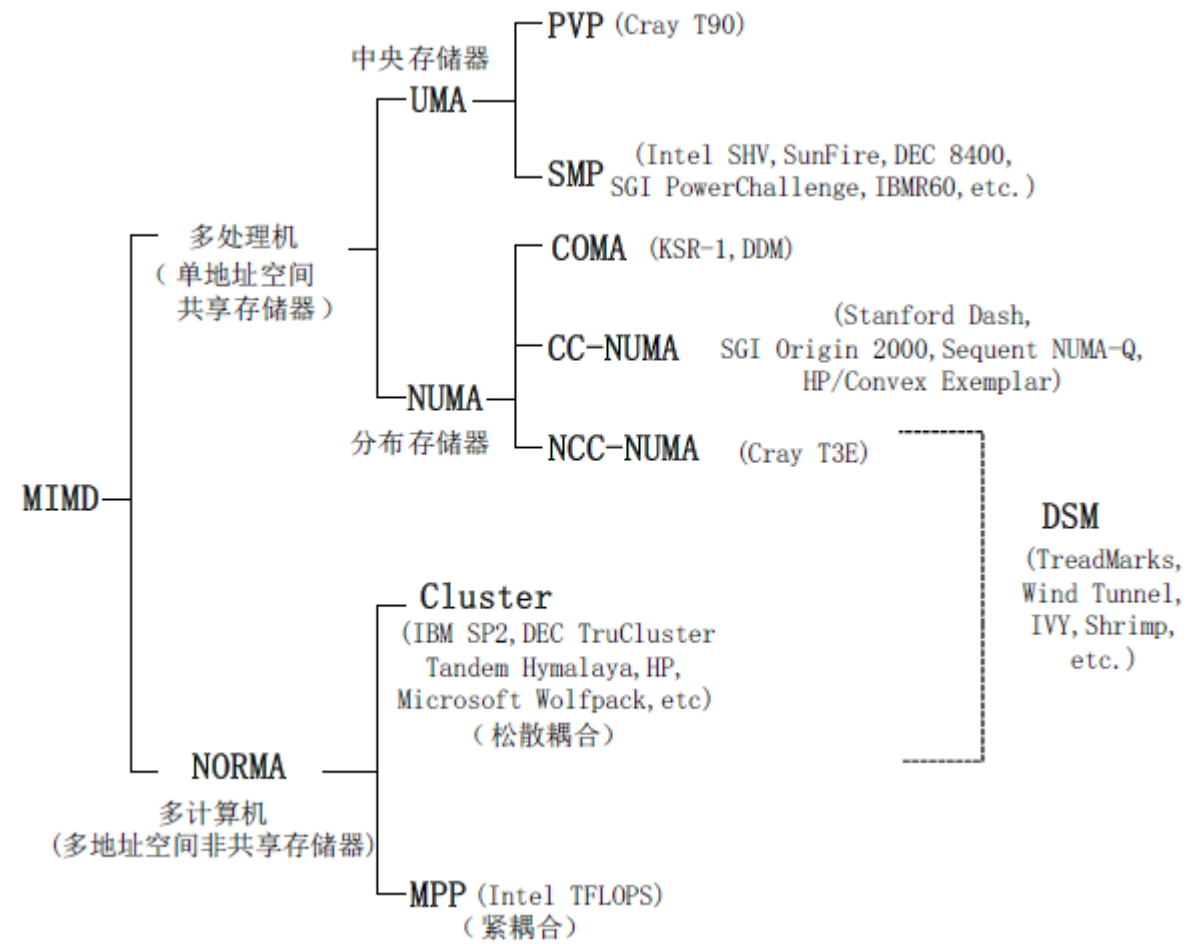 PVP (Cray T90)
中央存储器
UMA
(Intel SHV,SunFire,DEC 8400,
SMP SGI PowerChallenge,IBMR60,etc.)
多处理机
(单地址空间
共享存储器)
COMA (KSR-1,DDM)
(Stanford Dash,
CC-NUMA SGI Origin 2000,Sequent NUMA-Q,
HP/Convex Exemplar)
NUMA
分布存储器
NCC-NUMA (Cray T3E)
MIMD
DSM
(TreadMarks,
Wind Tunnel,
IVY,Shrimp,
etc.)
Cluster
(IBM SP2,DEC TruCluster
Tandem Hymalaya,HP,
Microsoft Wolfpack,etc)
(松散耦合)
NORMA
多计算机
(多地址空间非共享存储器)
MPP (Intel TFLOPS)
(紧耦合)